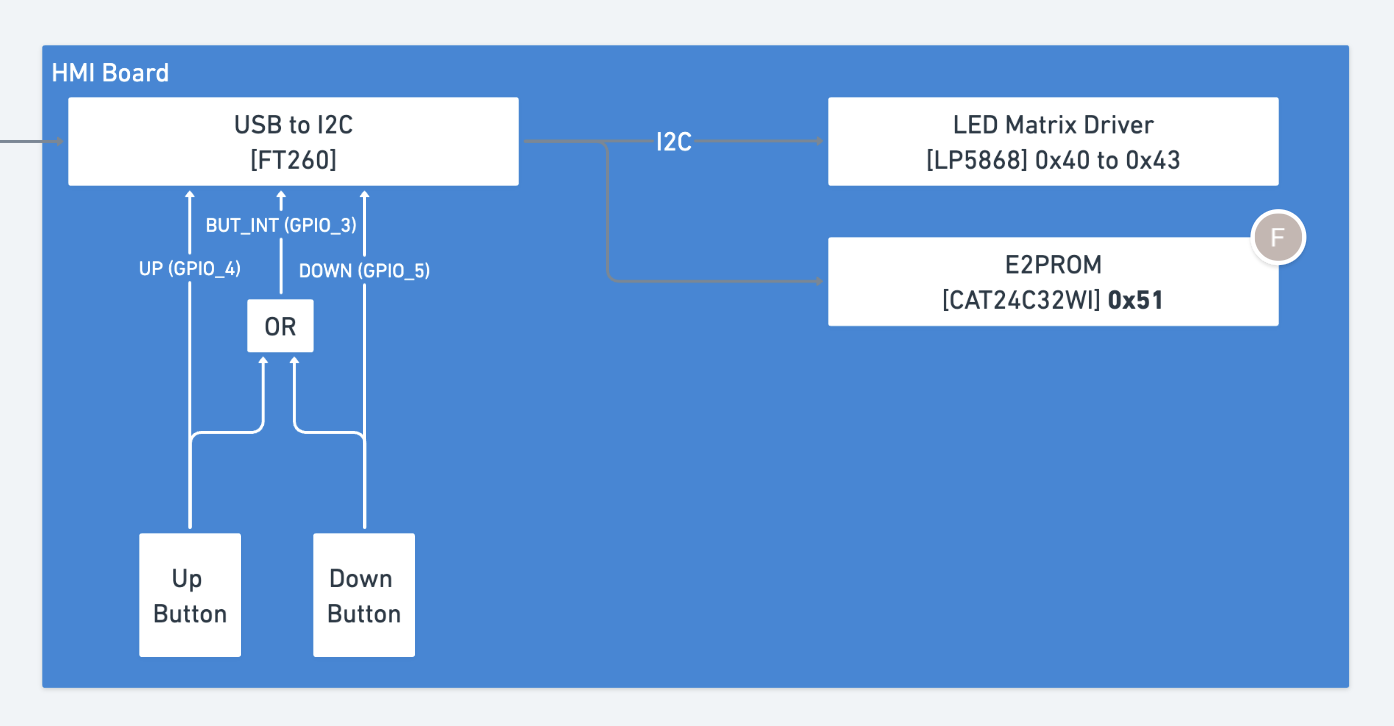 HMI Board
USB to I2C
[FT260]
I2C
LED Matrix Driver
[LP5868] 0x40 to 0x43
F
E2PROM
[CAT24C32WI] 0x51
BUT_INT (GPIO_3)
UP (GPIO_4)
DOWN (GPIO_5)
OR
Up
Button
Down
Button